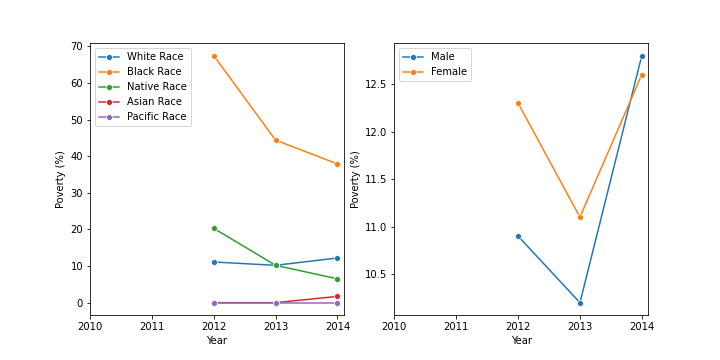 70
60
50
40
30
20
10
0
Poverty (%)
White Race
Black Race
Native Race
Asian Race
Pacific Race
2010 2011 2012 2013 2014
Year
12.5
12.0
11.5
11.0
10.5
Poverty (%)
Male
Female
2010 2011 2012 2013 2014
Year